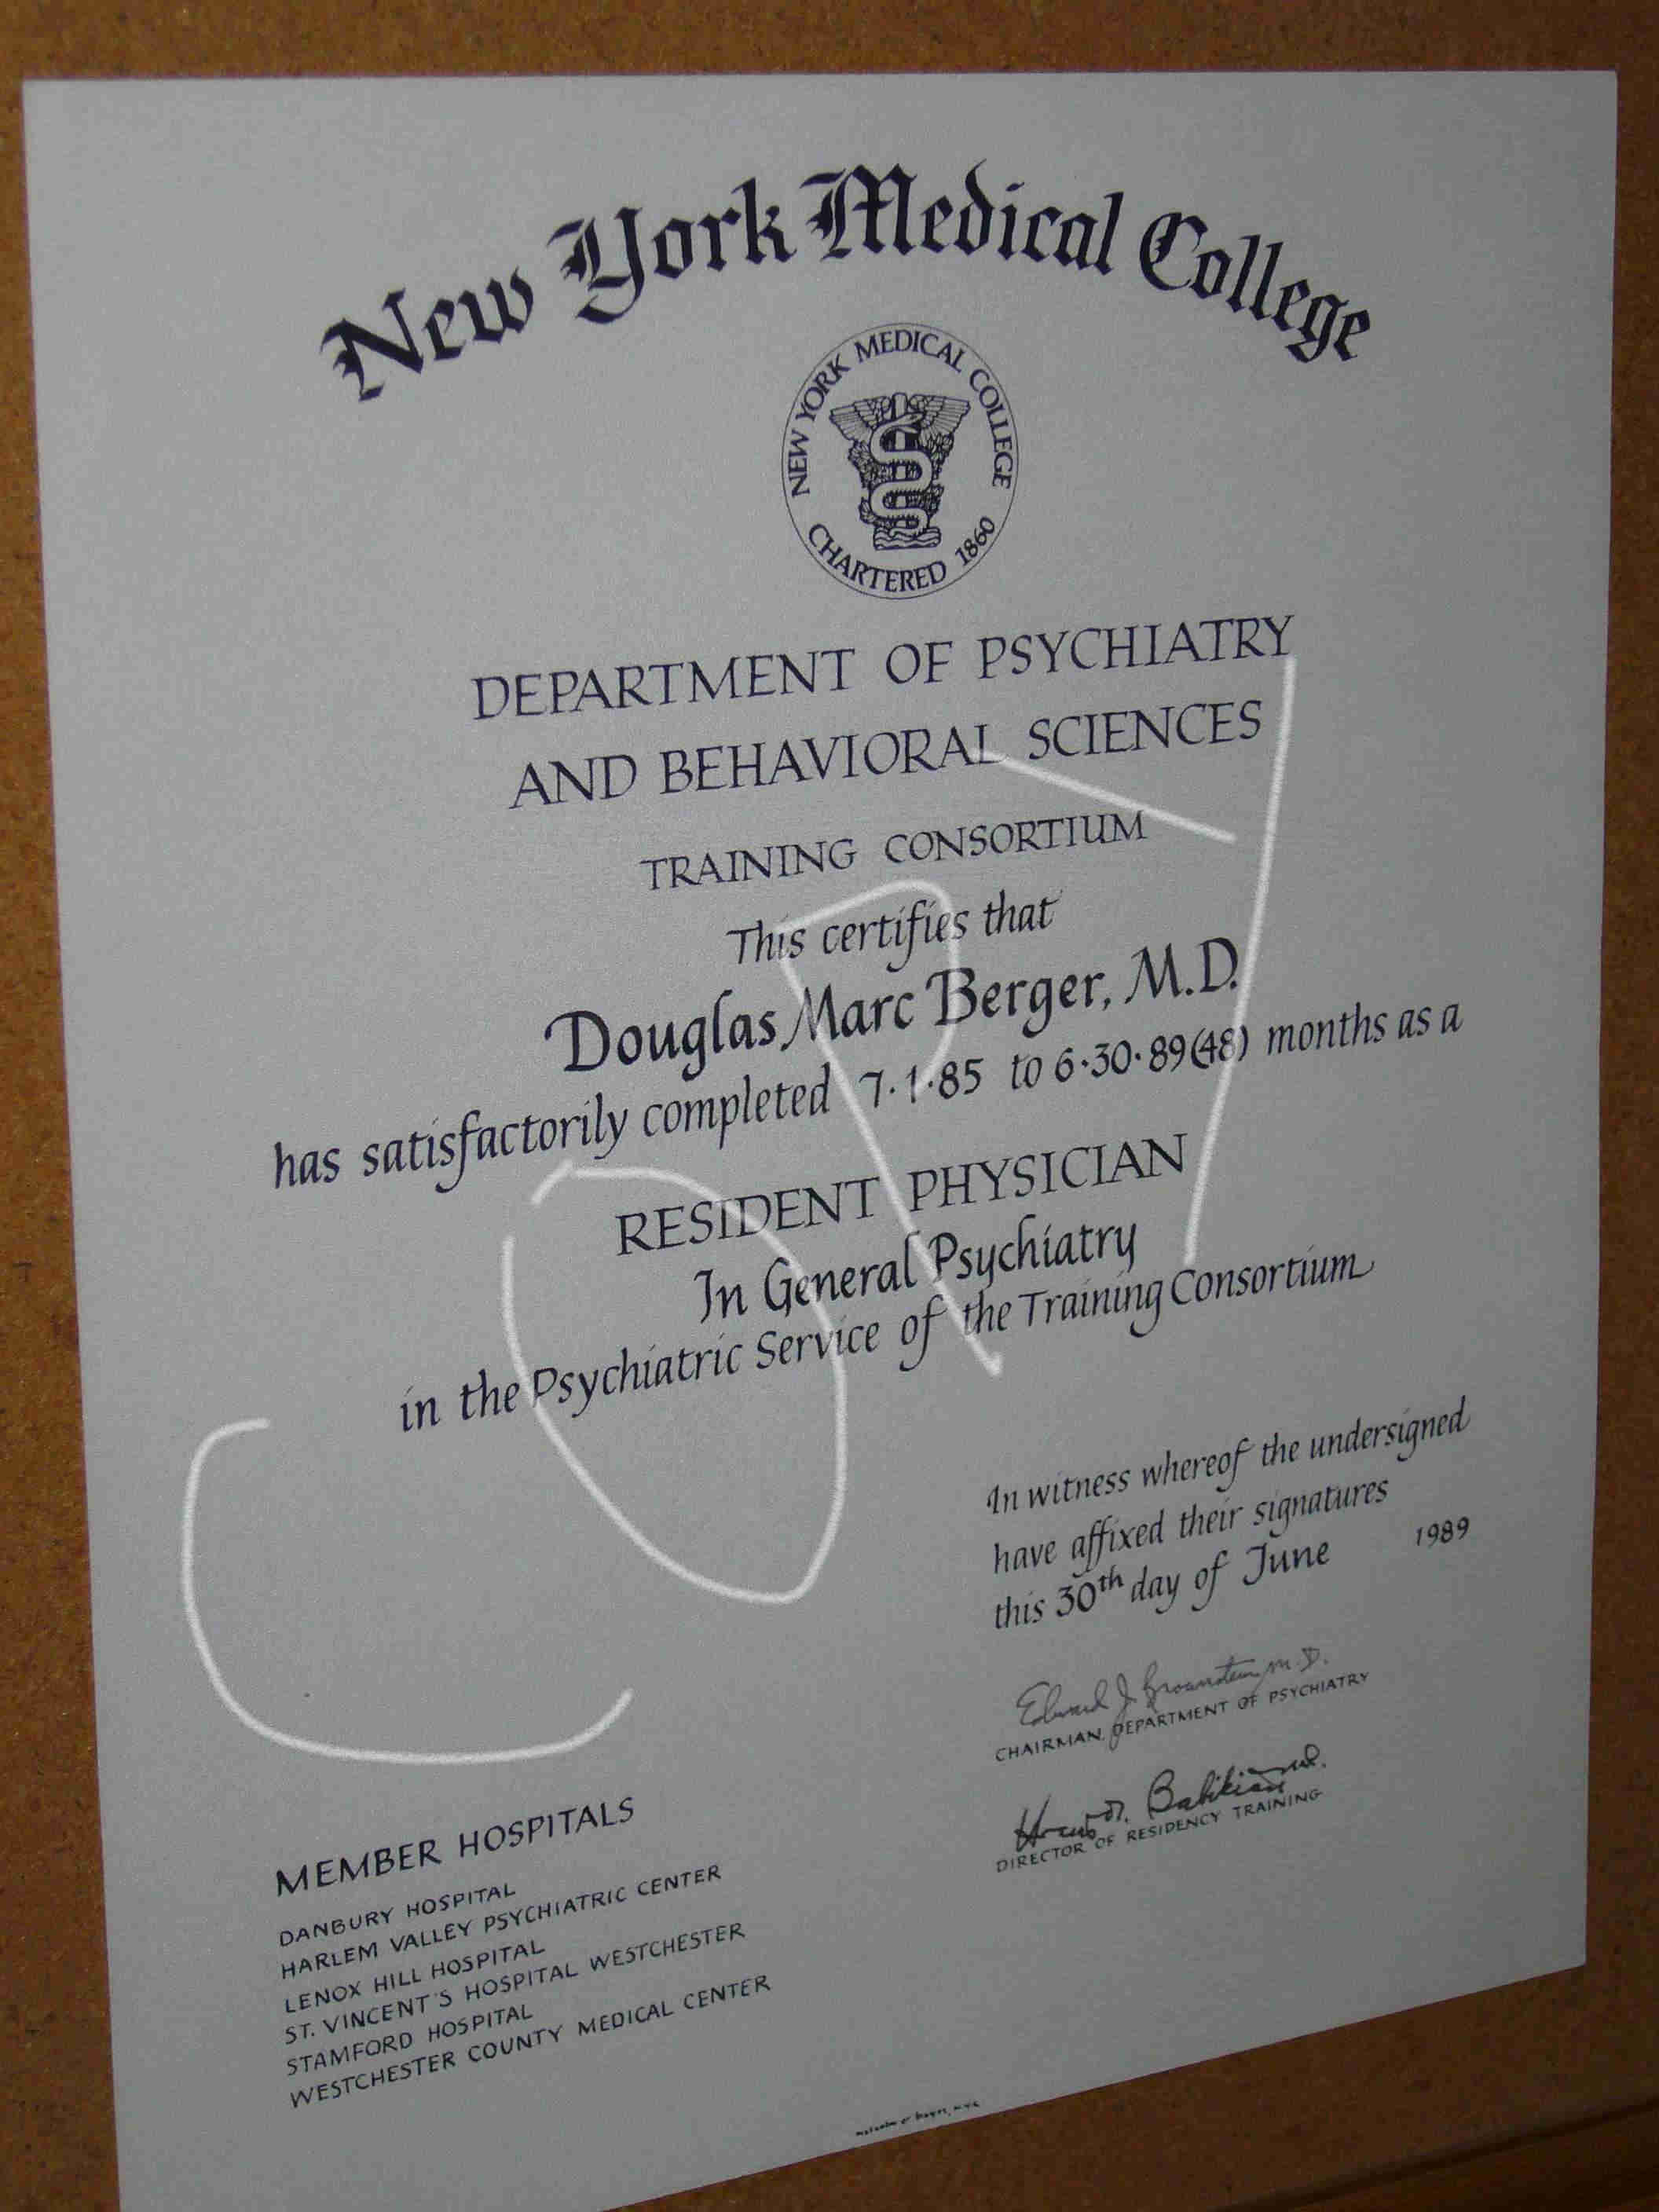 New York Medical College
NEW YORK MEDICAL COLLEGE
CHARTERED 1860
DEPARTMENT OF PSYCHIATRY
AND BEHAVIORAL SCIENCES
TRAINING CONSORTIUM
This certifies that
Douglas Marc Berger, M.D.
has satisfactorily completed 7·1·85 to 6·30·89(48) months as a
RESIDENT PHYSICIAN
In General Psychiatry
in the Psychiatric Service of the Training Consortium
In witness whereof the undersigned
have affixed their signatures
this 30th day of June 1989
Edward J. M.D.
CHAIRMAN, DEPARTMENT OF PSYCHIATRY
Babikian
DIRECTOR OF RESIDENCY TRAINING
MEMBER HOSPITALS
DANBURY HOSPITAL
HARLEM VALLEY PSYCHIATRIC CENTER
LENOX HILL HOSPITAL
ST. VINCENT'S HOSPITAL WESTCHESTER
STAMFORD HOSPITAL
WESTCHESTER COUNTY MEDICAL CENTER
COPY